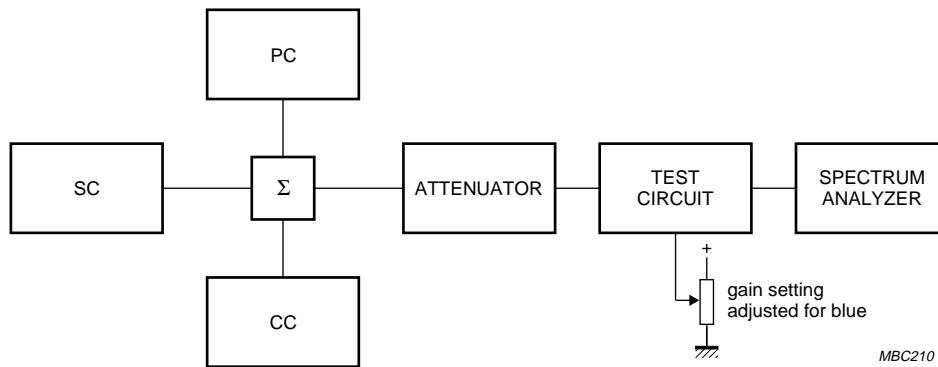 PC
SC
Σ
ATTENUATOR
TEST
CIRCUIT
SPECTRUM
ANALYZER
CC
+
gain setting
adjusted for blue
MBC210